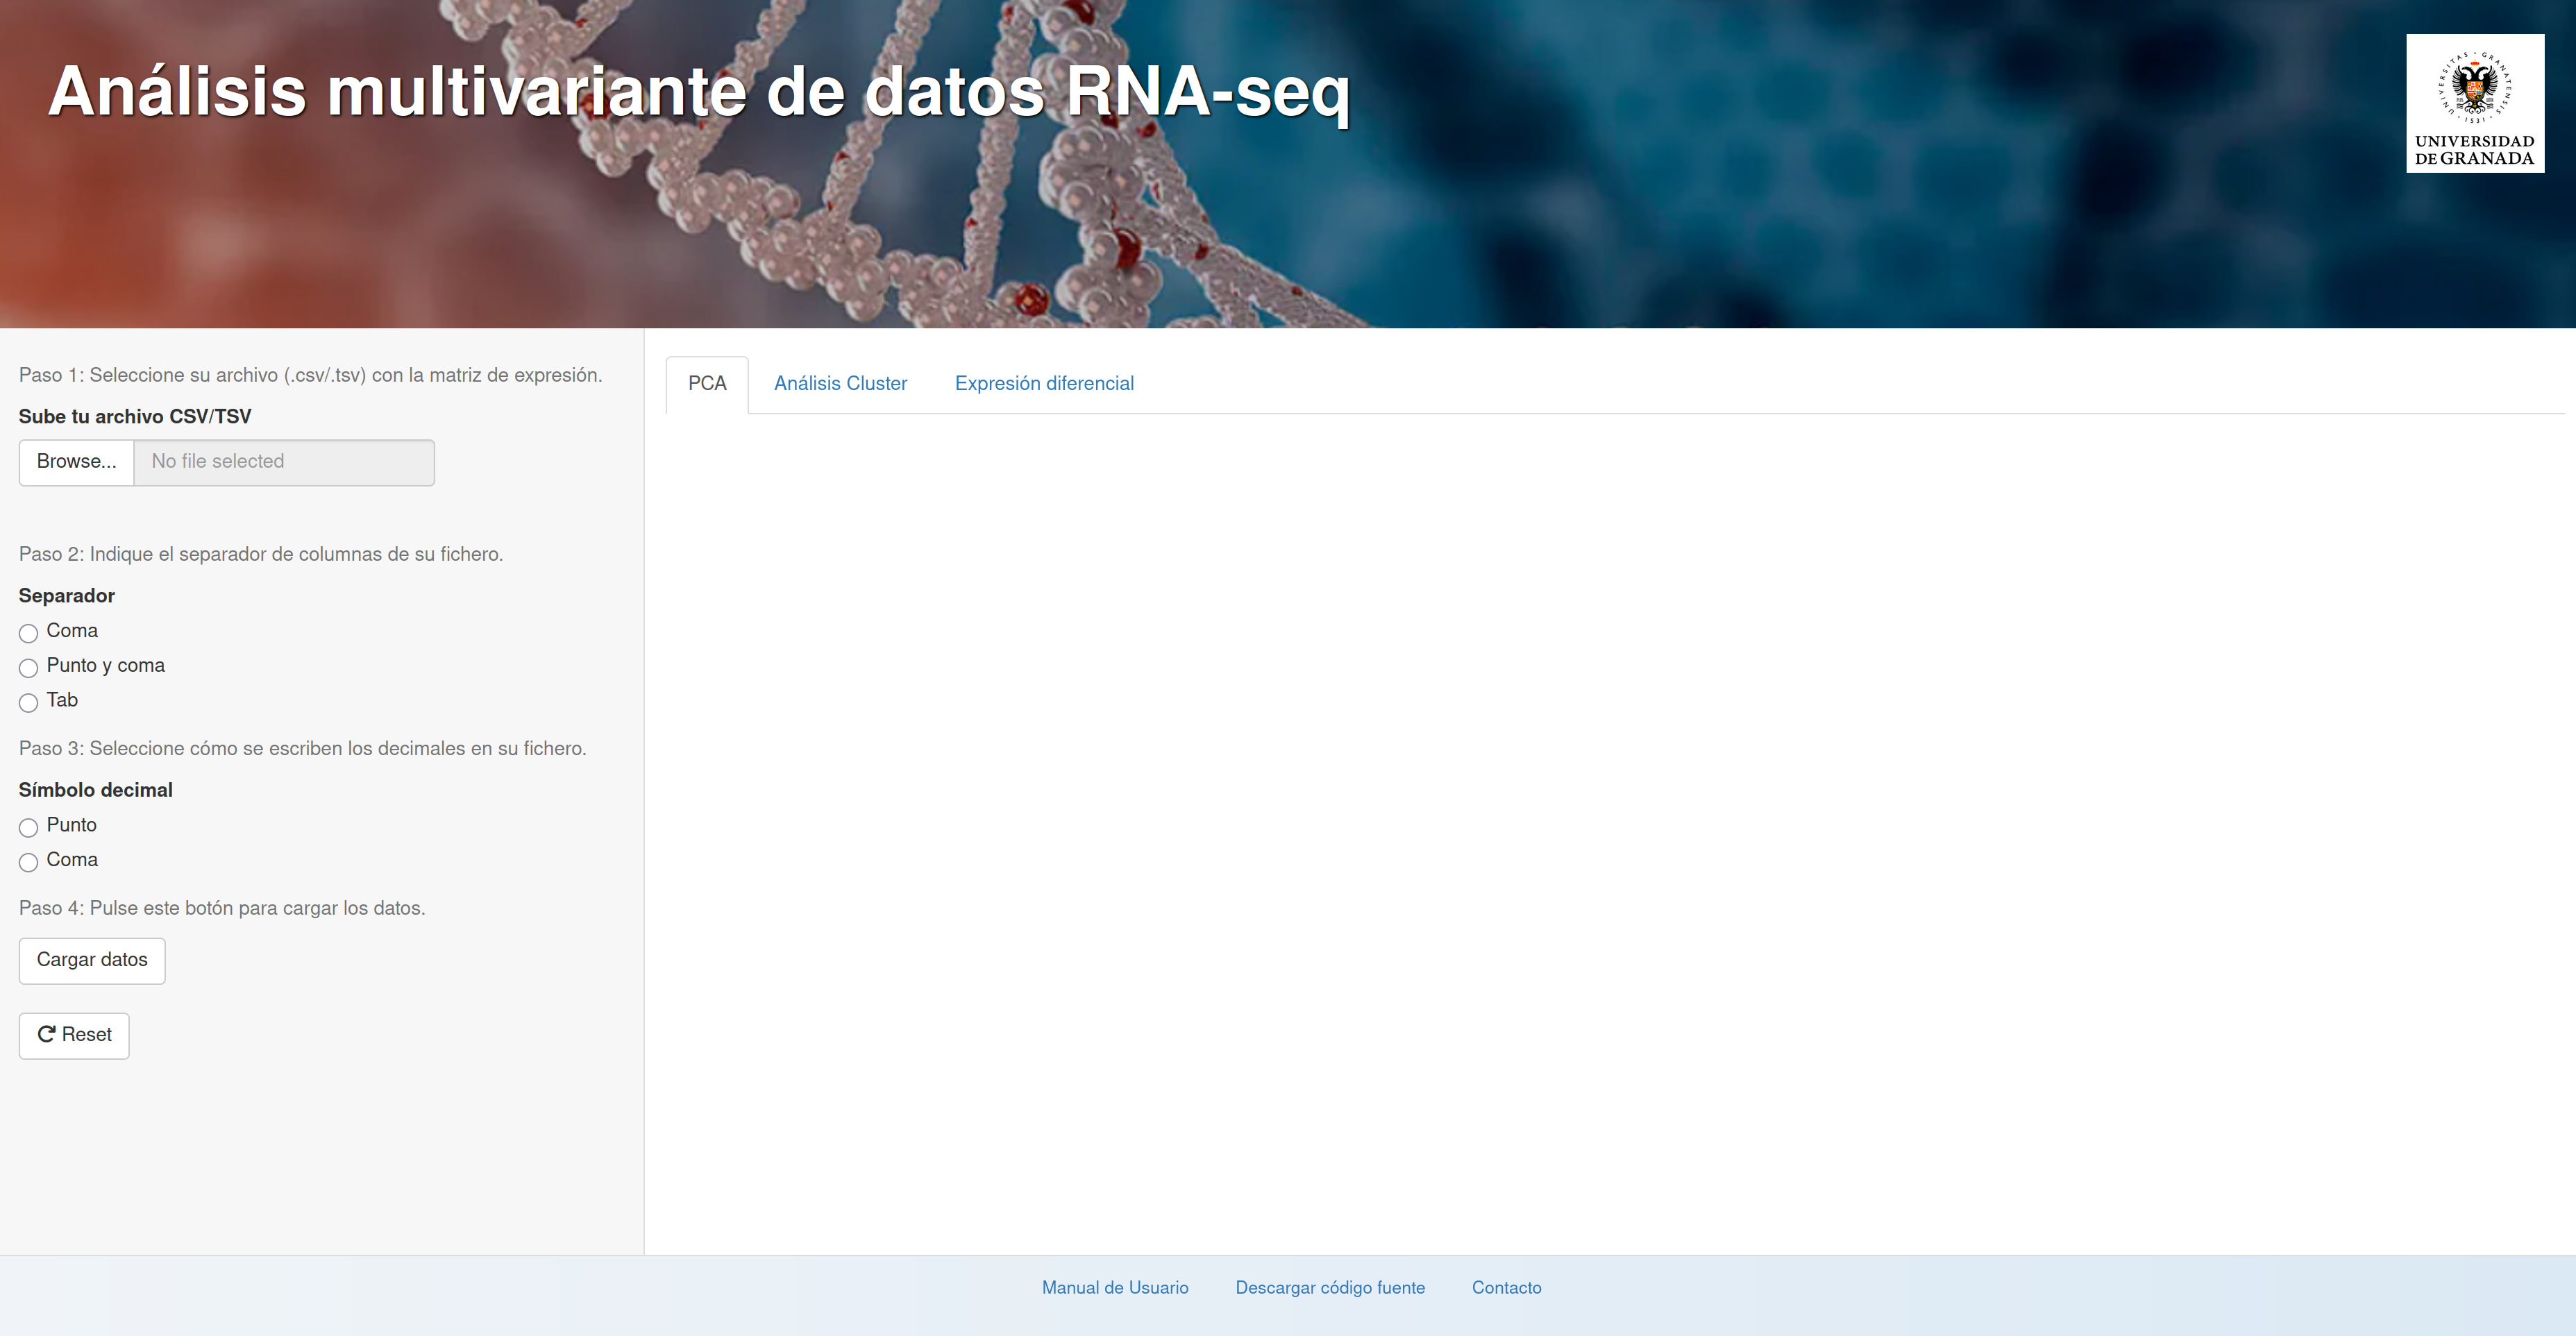 Análisis multivariante de datos RNA-seq
UNIVERSITAS · GRANATENSIS · 1531 ·
UNIVERSIDAD
DE GRANADA
Paso 1: Seleccione su archivo (.csv/.tsv) con la matriz de expresión.
Sube tu archivo CSV/TSV
Browse... No file selected
Paso 2: Indique el separador de columnas de su fichero.
Separador
Coma
Punto y coma
Tab
Paso 3: Seleccione cómo se escriben los decimales en su fichero.
Símbolo decimal
Punto
Coma
Paso 4: Pulse este botón para cargar los datos.
Cargar datos
Reset
PCA Análisis Cluster Expresión diferencial
Manual de Usuario Descargar código fuente Contacto